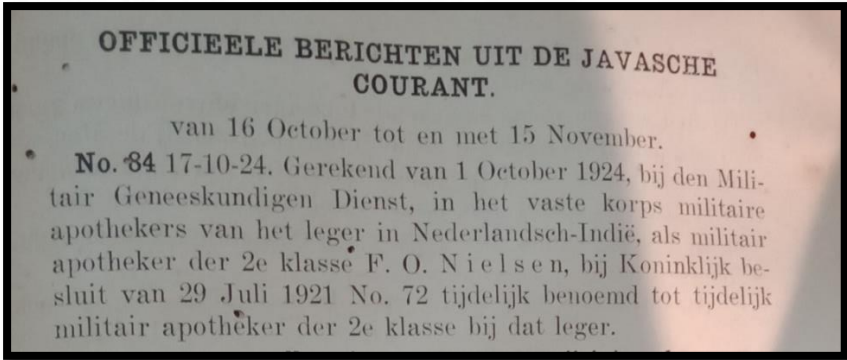 OFFICIEELE BERICHTEN UIT DE JAVASCHE
COURANT.
van 16 October tot en met 15 November.
No. 84 17-10-24. Gerekend van 1 October 1924, bij den Mili-
tair Geneeskundigen Dienst, in het vaste korps militaire
apothekers van het leger in Nederlandsch-Indië, als militair
apotheker der 2e klasse F. O. Nielsen, bij Koninklijk be-
sluit van 29 Juli 1921 No. 72 tijdelijk benoemd tot tijdelijk
militair apotheker der 2e klasse bij dat leger.